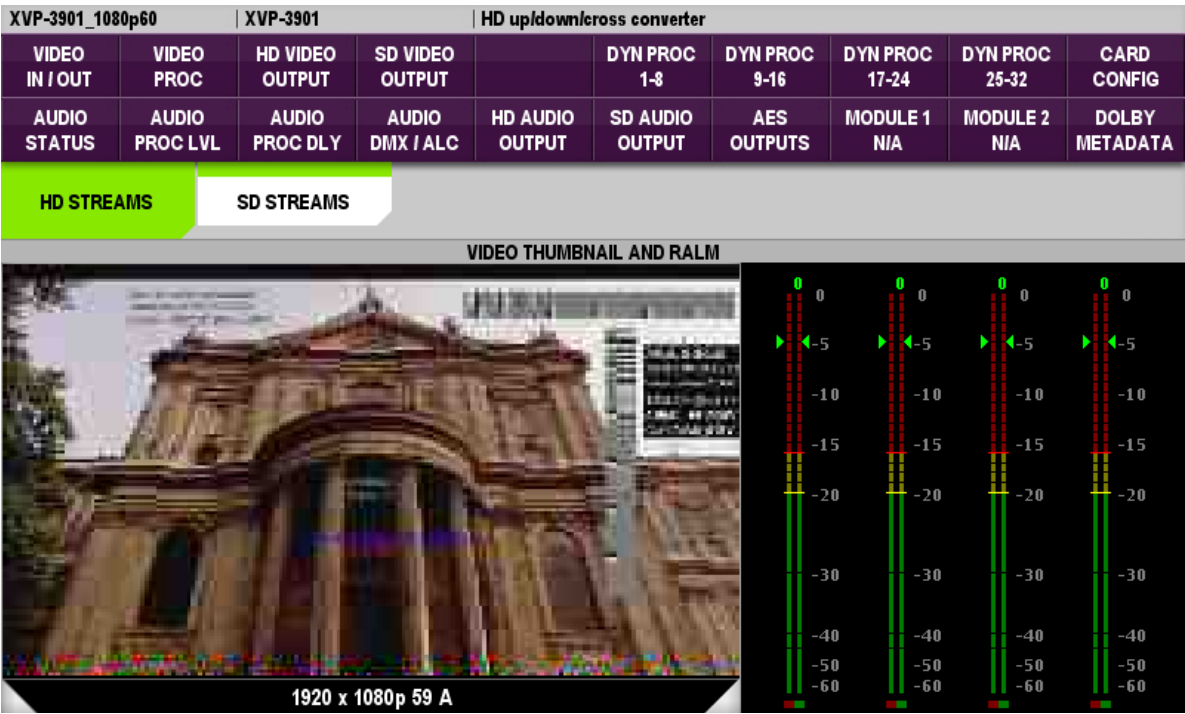 XVP-3901_1080p60 | XVP-3901 | HD up/down/cross converter
VIDEO IN / OUT
VIDEO PROC
HD VIDEO OUTPUT
SD VIDEO OUTPUT
DYN PROC 1-8
DYN PROC 9-16
DYN PROC 17-24
DYN PROC 25-32
CARD CONFIG
AUDIO STATUS
AUDIO PROC LVL
AUDIO PROC DLY
AUDIO DMX / ALC
HD AUDIO OUTPUT
SD AUDIO OUTPUT
AES OUTPUTS
MODULE 1 N/A
MODULE 2 N/A
DOLBY METADATA
HD STREAMS
SD STREAMS
VIDEO THUMBNAIL AND RALM
0 0 0 0 0 0 0 0
-5 -5 -5 -5
-10 -10 -10 -10
-15 -15 -15 -15
-20 -20 -20 -20
-30 -30 -30 -30
-40 -40 -40 -40
-50 -50 -50 -50
-60 -60 -60 -60
1920 x 1080p 59 A